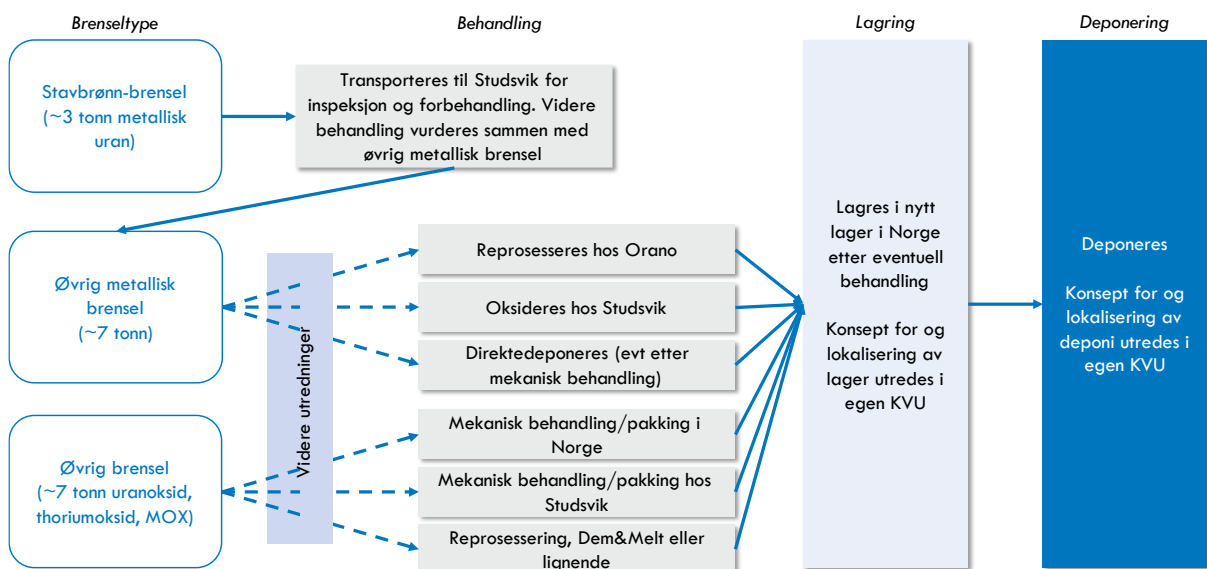 Brenseltype
Behandling
Lagring
Deponering
Stavbrønn-brensel
(~3 tonn metallisk
uran)
Transporteres til Studsvik for
inspeksjon og forbehandling. Videre
behandling vurderes sammen med
øvrig metallisk brensel
Øvrig metallisk
brensel
(~7 tonn)
Øvrig brensel
(~7 tonn uranoksid,
thoriumoksid, MOX)
Videre utredninger
Reprosesseres hos Orano
Oksideres hos Studsvik
Direktedeponeres (evt etter
mekanisk behandling)
Mekanisk behandling/pakking i
Norge
Mekanisk behandling/pakking hos
Studsvik
Reprosessering, Dem&Melt eller
lignende
Lagres i nytt
lager i Norge
etter eventuell
behandling
Konsept for og
lokalisering av
lager utredes i
egen KVU
Deponeres
Konsept for og
lokalisering av
deponi utredes i
egen KVU